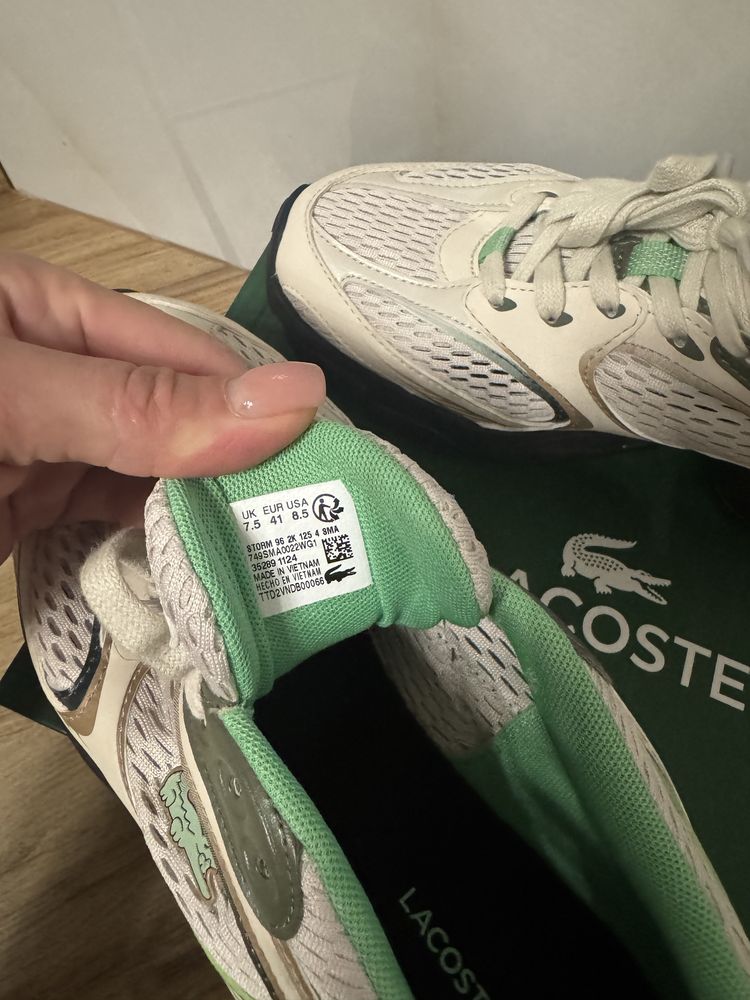 UK EUR USA
7.5 41 8.5
STORM 96 2K 125 4 SMA
749SMA0022WG1
35289 1124
MADE IN VIETNAM
HECHO EN VIETNAM
TTD2VNDB00066
LACOSTE
LACOST